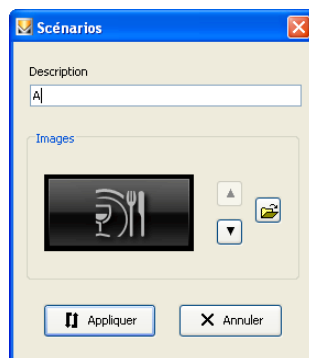 Scénarios
Description
A
Images
Appliquer
Annuler